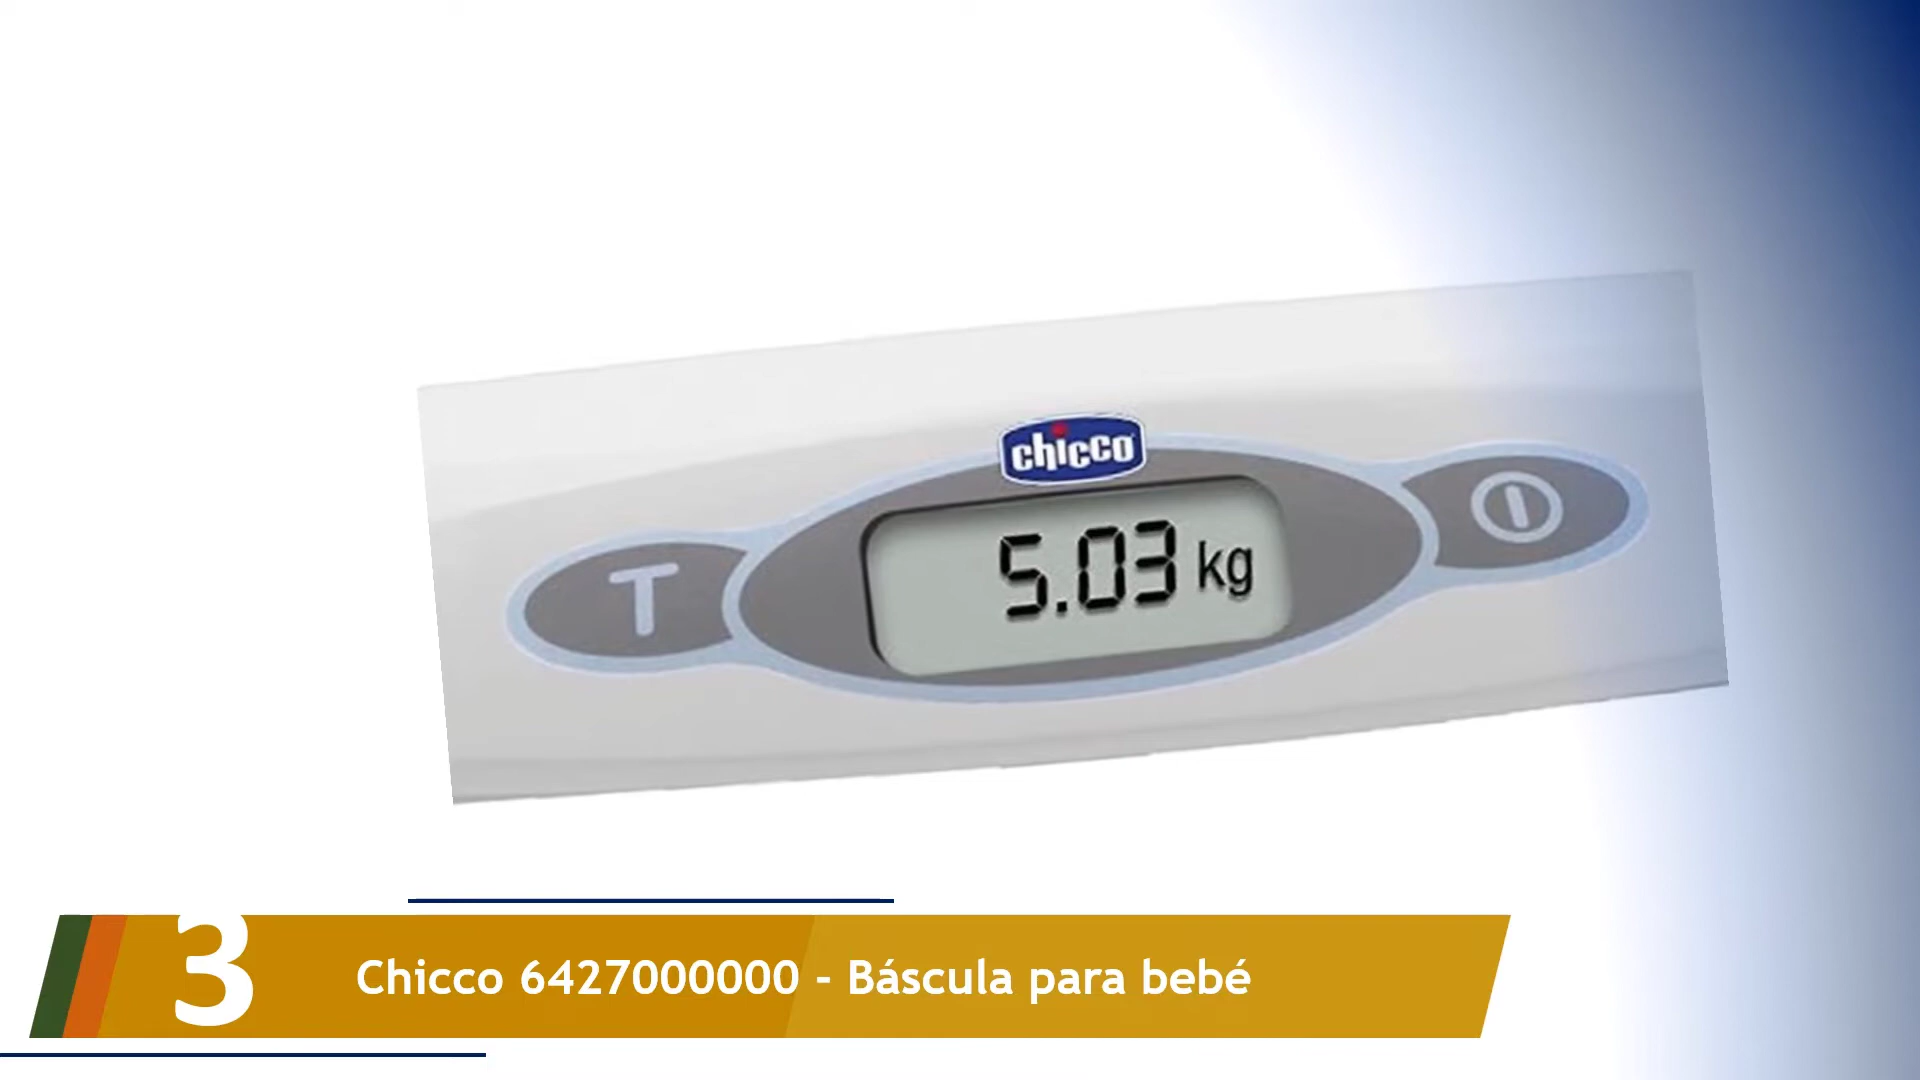 chicco
T
5.03 kg
3
Chicco 6427000000 - Báscula para bebé